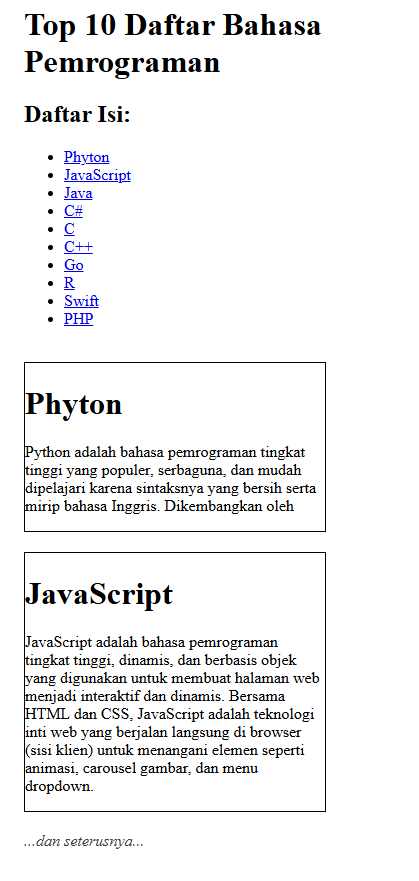 Top 10 Daftar Bahasa
Pemrograman
Daftar Isi:
Phyton
JavaScript
Java
C#
C
C++
Go
R
Swift
PHP
Phyton
Python adalah bahasa pemrograman tingkat
tinggi yang populer, serbaguna, dan mudah
dipelajari karena sintaksnya yang bersih serta
mirip bahasa Inggris. Dikembangkan oleh
JavaScript
JavaScript adalah bahasa pemrograman
tingkat tinggi, dinamis, dan berbasis objek
yang digunakan untuk membuat halaman web
menjadi interaktif dan dinamis. Bersama
HTML dan CSS, JavaScript adalah teknologi
inti web yang berjalan langsung di browser
(sisi klien) untuk menangani elemen seperti
animasi, carousel gambar, dan menu
dropdown.
...dan seterusnya...